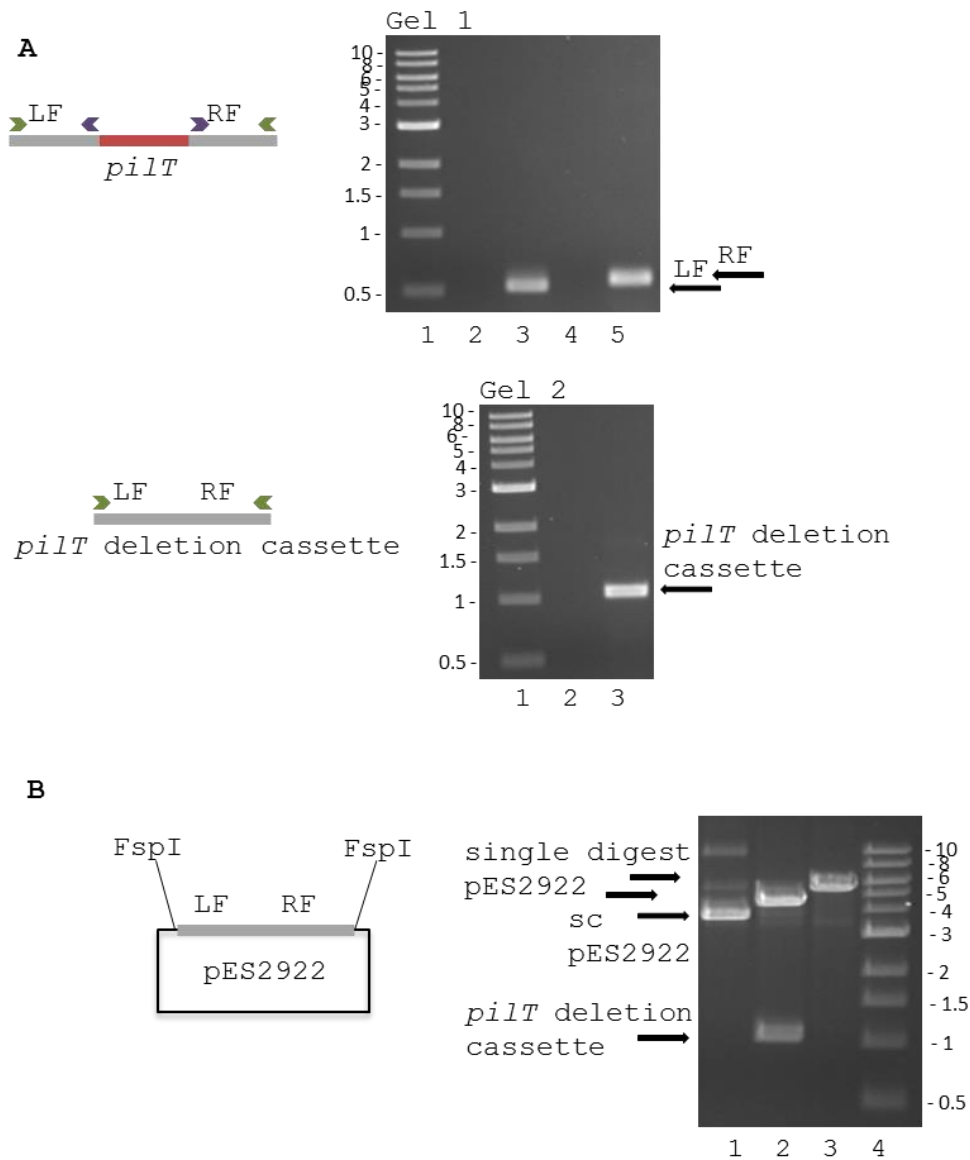 A
Gel 1
LF RF
pilT
10 -
8 -
6 -
5 -
4 -
3 -
2 -
1.5 -
1 -
0.5 -
LF RF
1 2 3 4 5
Gel 2
LF RF
pilT deletion cassette
10 -
8 -
6 -
5 -
4 -
3 -
2 -
1.5 -
1 -
0.5 -
pilT deletion
cassette
1 2 3
B
FspI FspI
LF RF
pES2922
single digest
pES2922
sc
pES2922
pilT deletion
cassette
- 10
- 8
- 6
- 5
- 4
- 3
- 2
- 1.5
- 1
- 0.5
1 2 3 4